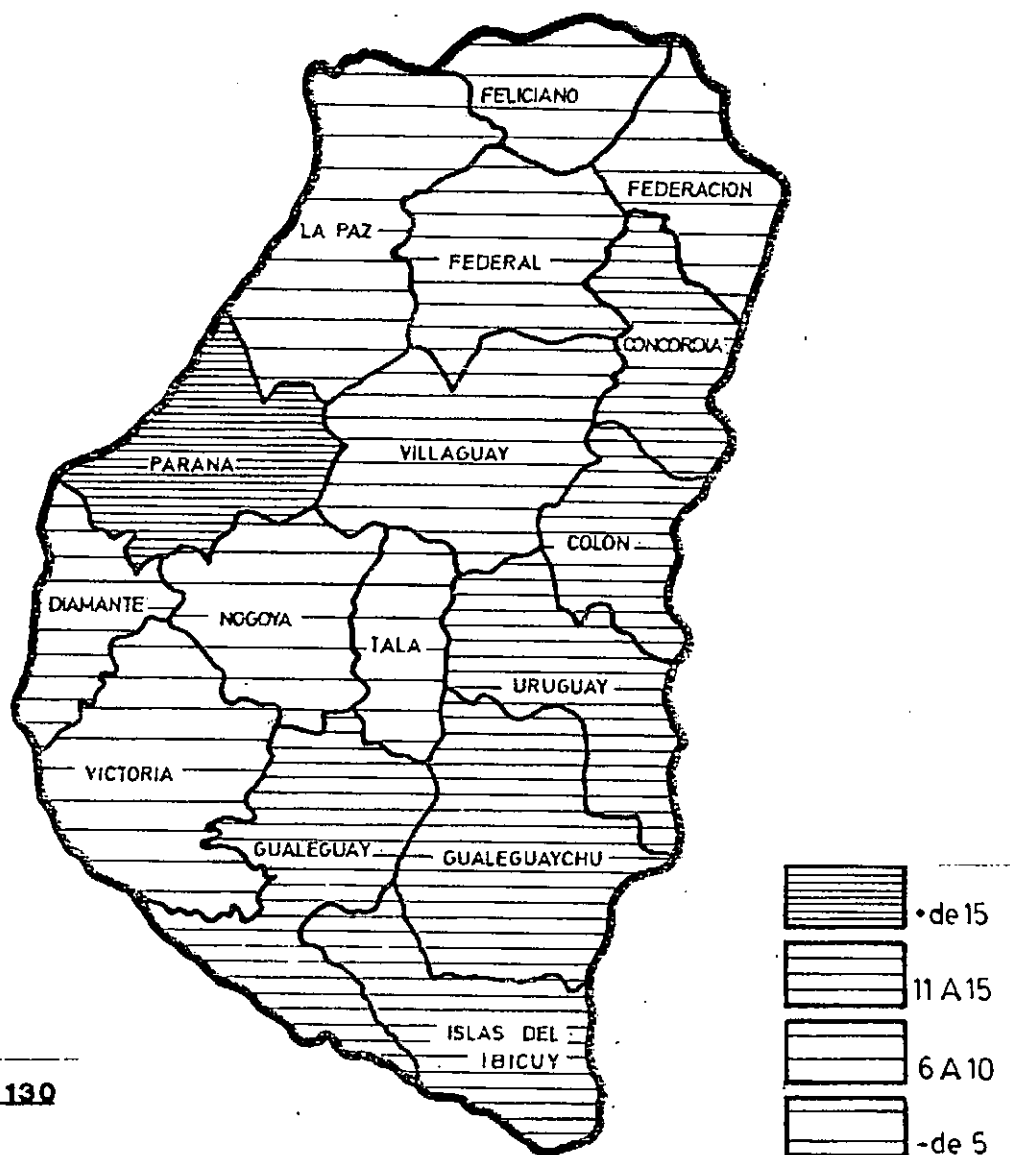 FELICIANO
FEDERACION
LA PAZ
FEDERAL
CONCORDIA
PARANA
VILLAGUAY
COLON
DIAMANTE
NOGOYA
TALA
URUGUAY
VICTORIA
GUALEGUAY
GUALEGUAYCHU
ISLAS DEL
IBICUY
130
+de 15
11 A 15
6 A 10
-de 5